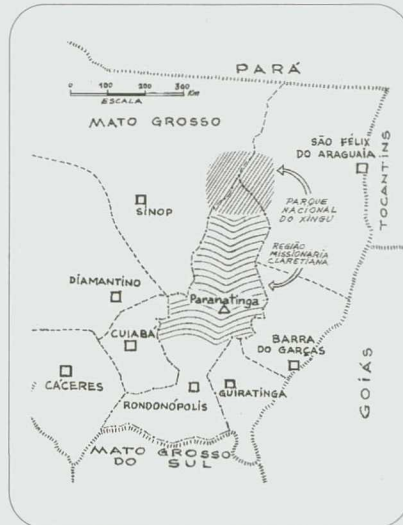 PARÁ
0 100 200 300
Km
ESCALA
MATO GROSSO
SÃO FÉLIX
DO ARAGUAIA
TOCANTINS
PARQUE
NACIONAL
DO XINGU
SINOP
REGIÃO
MISSIONARIA
CLARETIANA
DIAMANTINO
Paranatinga
CUIABÁ
BARRA
DO GARÇAS
GOIÁS
CÁCERES
RONDONÓPOLIS
GUIRATINGA
MATO GROSSO
DO SUL